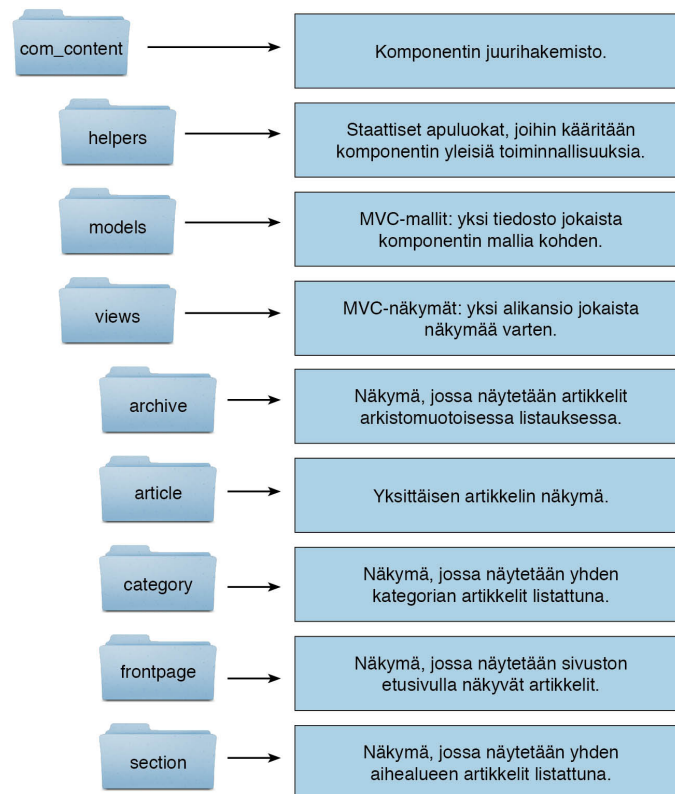 com_content
Komponentin juurihakemisto.
helpers
Staattiset apuluokat, joihin kääritään
komponentin yleisiä toiminnallisuuksia.
models
MVC-mallit: yksi tiedosto jokaista
komponentin mallia kohden.
views
MVC-näkymät: yksi alikansio jokaista
näkymää varten.
archive
Näkymä, jossa näytetään artikkelit
arkistomuotoisessa listauksessa.
article
Yksittäisen artikkelin näkymä.
category
Näkymä, jossa näytetään yhden
kategorian artikkelit listattuna.
frontpage
Näkymä, jossa näytetään sivuston
etusivulla näkyvät artikkelit.
section
Näkymä, jossa näytetään yhden
aihealueen artikkelit listattuna.